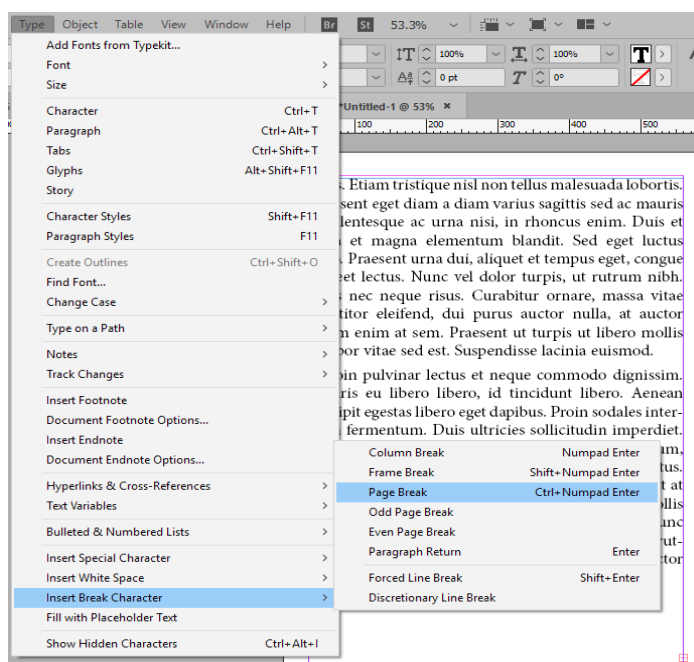 Type Object Table View Window Help Br St 53.3%
Add Fonts from Typekit...
Font
Size
Character Ctrl+T
Paragraph Ctrl+Alt+T
Tabs Ctrl+Shift+T
Glyphs Alt+Shift+F11
Story
Character Styles Shift+F11
Paragraph Styles F11
Create Outlines Ctrl+Shift+O
Find Font...
Change Case
Type on a Path
Notes
Track Changes
Insert Footnote
Document Footnote Options...
Insert Endnote
Document Endnote Options...
Hyperlinks & Cross-References
Text Variables
Bulleted & Numbered Lists
Insert Special Character
Insert White Space
Insert Break Character
Fill with Placeholder Text
Show Hidden Characters Ctrl+Alt+I
100% 100%
0 pt 0°
*Untitled-1 @ 53% ×
100 200 300 400 500
. Etiam tristique nisl non tellus malesuada lobortis.
sent eget diam a diam varius sagittis sed ac mauris
lentesque ac urna nisi, in rhoncus enim. Duis et
et magna elementum blandit. Sed eget luctus
. Praesent urna dui, aliquet et tempus eget, congue
eet lectus. Nunc vel dolor turpis, ut rutrum nibh.
nec neque risus. Curabitur ornare, massa vitae
titor eleifend, dui purus auctor nulla, at auctor
n enim at sem. Praesent ut turpis ut libero mollis
por vitae sed est. Suspendisse lacinia euismod.
oin pulvinar lectus et neque commodo dignissim.
ris eu libero libero, id tincidunt libero. Aenean
ipit egestas libero eget dapibus. Proin sodales inter-
fermentum. Duis ultricies sollicitudin imperdiet.
um,
tus.
t at
ollis
unc
rut-
tor
Column Break Numpad Enter
Frame Break Shift+Numpad Enter
Page Break Ctrl+Numpad Enter
Odd Page Break
Even Page Break
Paragraph Return Enter
Forced Line Break Shift+Enter
Discretionary Line Break